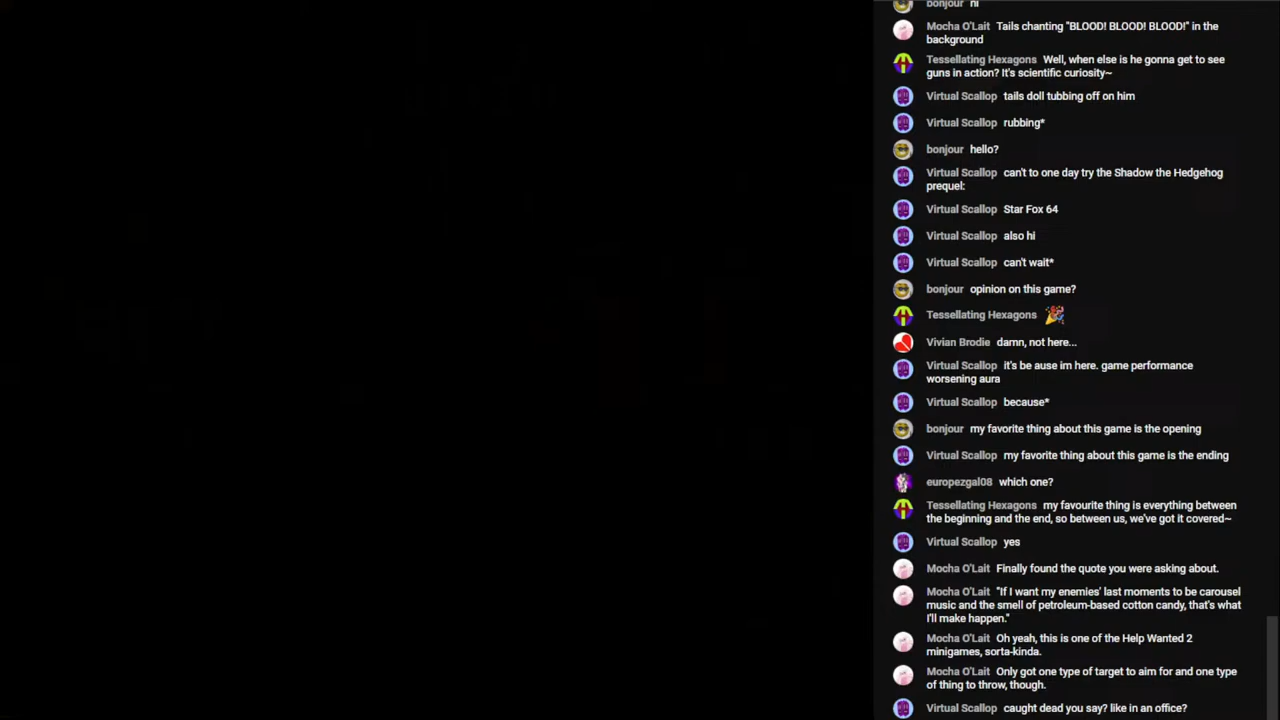 bonjour hi
Mocha O'Lait Tails chanting "BLOOD! BLOOD! BLOOD!" in the
background
Tessellating Hexagons Well, when else is he gonna get to see
guns in action? It's scientific curiosity~
Virtual Scallop tails doll tubbing off on him
Virtual Scallop rubbing*
bonjour hello?
Virtual Scallop can't to one day try the Shadow the Hedgehog
prequel:
Virtual Scallop Star Fox 64
Virtual Scallop also hi
Virtual Scallop can't wait*
bonjour opinion on this game?
Tessellating Hexagons 🎉
Vivian Brodie damn, not here...
Virtual Scallop it's be ause im here. game performance
worsening aura
Virtual Scallop because*
bonjour my favorite thing about this game is the opening
Virtual Scallop my favorite thing about this game is the ending
europezgal08 which one?
Tessellating Hexagons my favourite thing is everything between
the beginning and the end, so between us, we've got it covered~
Virtual Scallop yes
Mocha O'Lait Finally found the quote you were asking about.
Mocha O'Lait "If I want my enemies' last moments to be carousel
music and the smell of petroleum-based cotton candy, that's what
I'll make happen."
Mocha O'Lait Oh yeah, this is one of the Help Wanted 2
minigames, sorta-kinda.
Mocha O'Lait Only got one type of target to aim for and one type
of thing to throw, though.
Virtual Scallop caught dead you say? like in an office?